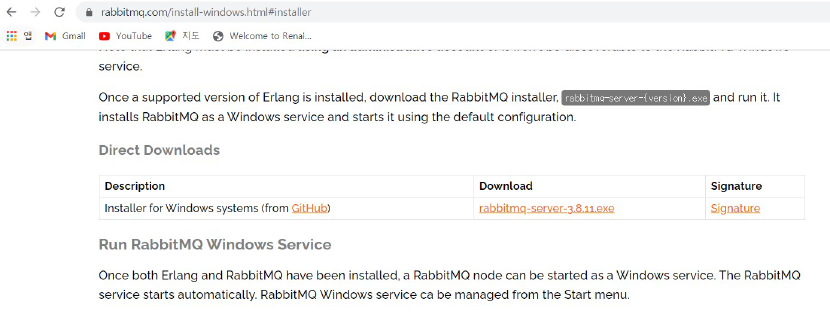 rabbitmq.com/install-windows.html#installer
앱 Gmail YouTube 지도 Welcome to Renai...
service.
Once a supported version of Erlang is installed, download the RabbitMQ installer, rabbitmq-server-{version}.exe and run it. It
installs RabbitMQ as a Windows service and starts it using the default configuration.
Direct Downloads
Description Download Signature
Installer for Windows systems (from GitHub) rabbitmq-server-3.8.11.exe Signature
Run RabbitMQ Windows Service
Once both Erlang and RabbitMQ have been installed, a RabbitMQ node can be started as a Windows service. The RabbitMQ
service starts automatically. RabbitMQ Windows service ca be managed from the Start menu.